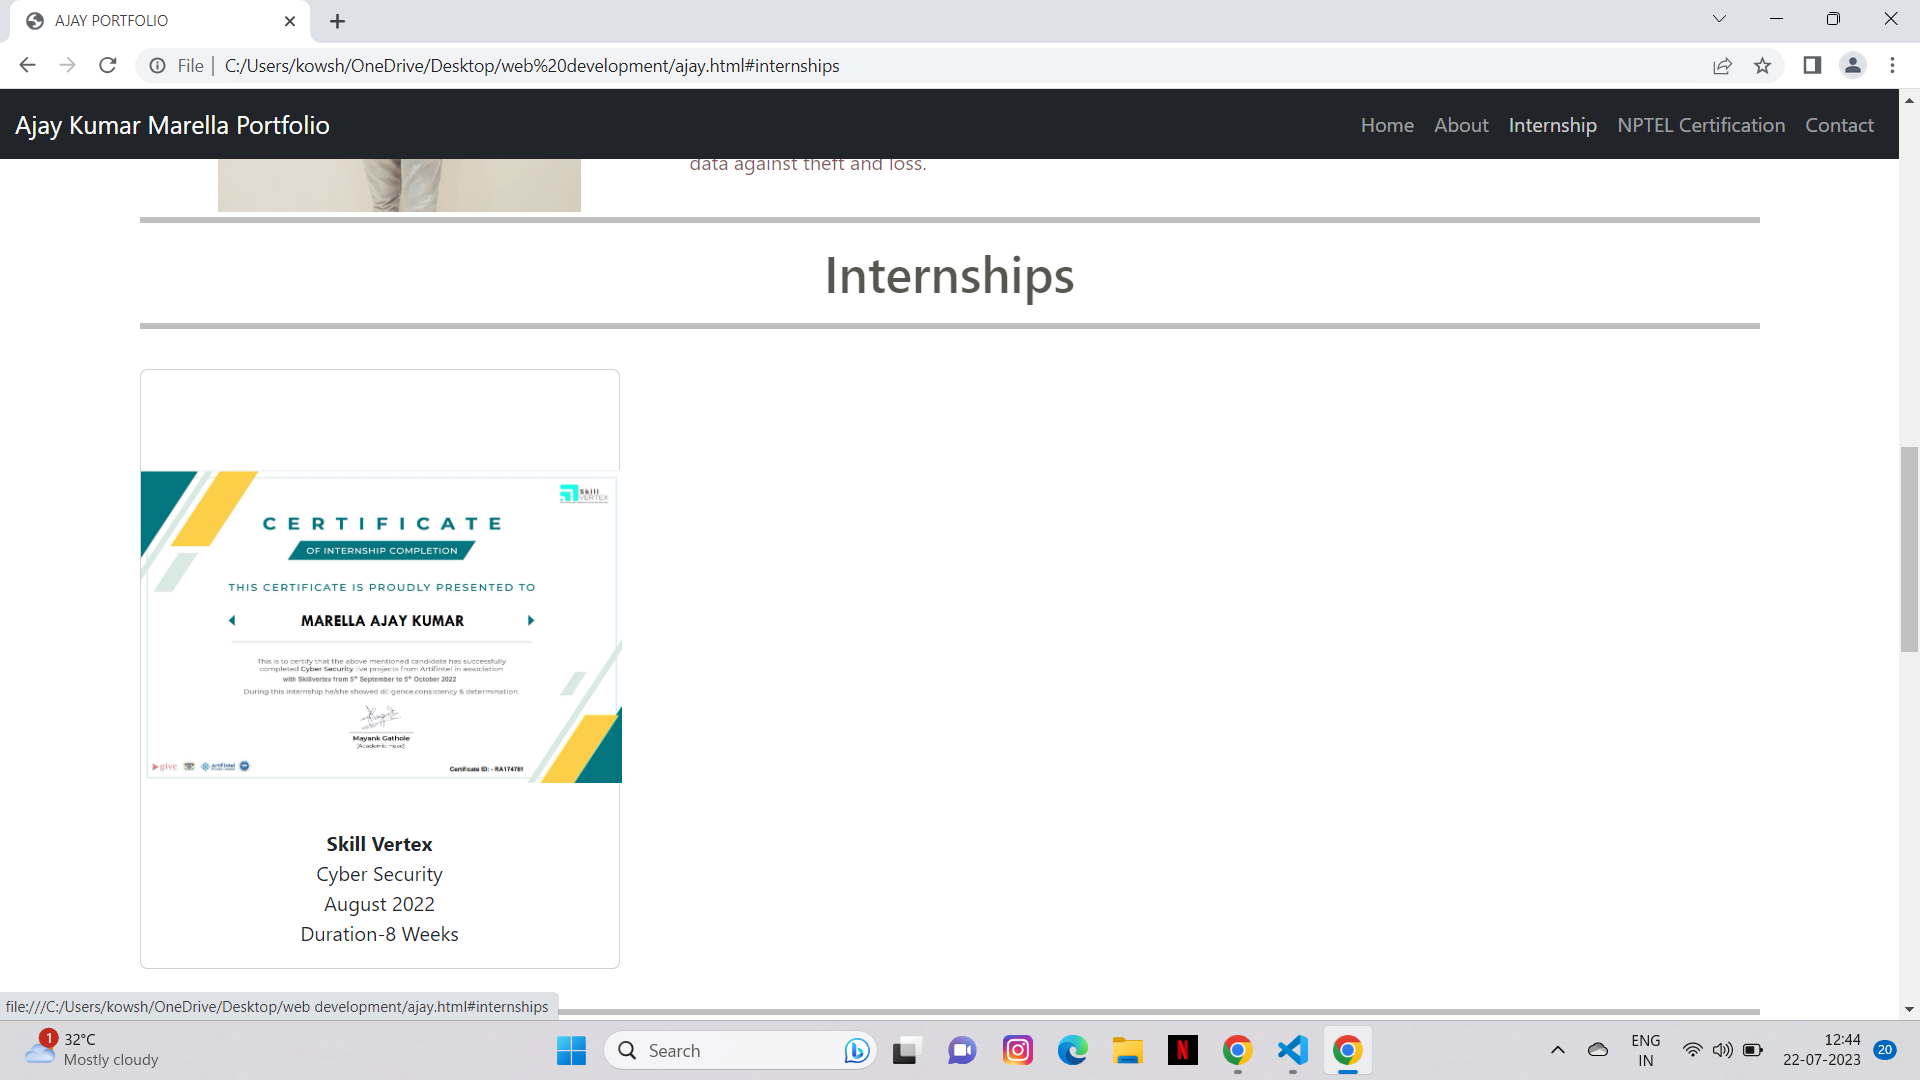 AJAY PORTFOLIO
File | C:/Users/kowsh/OneDrive/Desktop/web%20development/ajay.html#internships
Ajay Kumar Marella Portfolio
Home About Internship NPTEL Certification Contact
data against theft and loss.
Internships
Skill VERTEX
CERTIFICATE
OF INTERNSHIP COMPLETION
THIS CERTIFICATE IS PROUDLY PRESENTED TO
MARELLA AJAY KUMAR
This is to certify that the above mentioned candidate has successfully
completed Cyber Security live projects from Artifintel in association
with Skillvertex from 5th September to 5th October 2022
During this internship he/she showed diligence,consistency & determination.
Mayank Gathole
(Academic Head)
give
Artifintel
Certificate ID: - RA174781
Skill Vertex
Cyber Security
August 2022
Duration-8 Weeks
file:///C:/Users/kowsh/OneDrive/Desktop/web development/ajay.html#internships
1
32°C
Mostly cloudy
Search
N
ENG
IN
12:44
22-07-2023
20